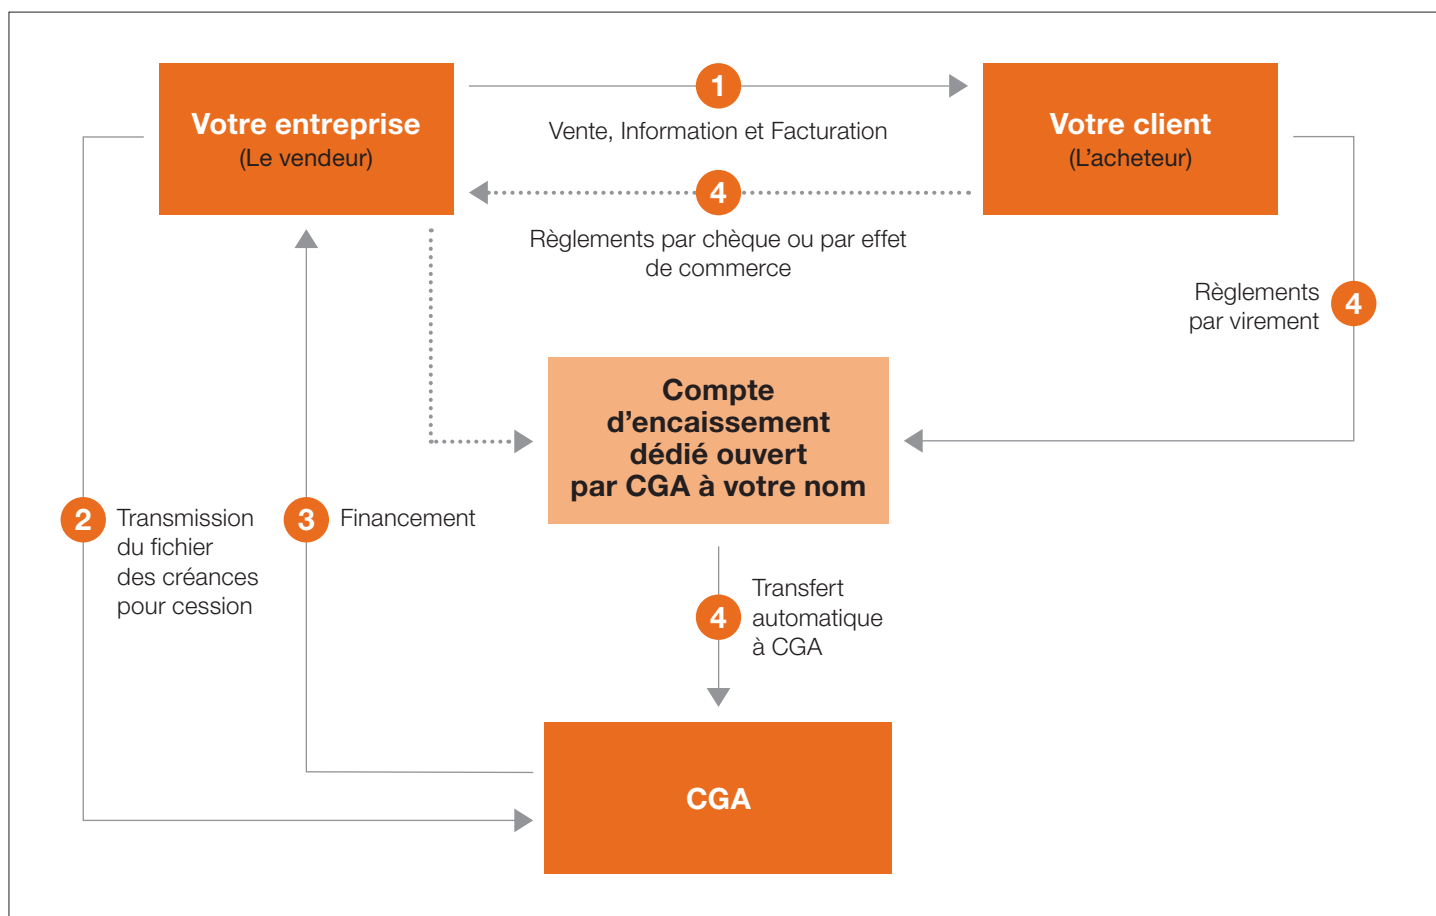 1
Votre entreprise
(Le vendeur)
Votre client
(L’acheteur)
Vente, Information et Facturation
4
Règlements par chèque ou par effet
de commerce
Règlements
par virement
4
Compte
d’encaissement
dédié ouvert
par CGA à votre nom
2
Transmission
du fichier
des créances
pour cession
3
Financement
4
Transfert
automatique
à CGA
CGA